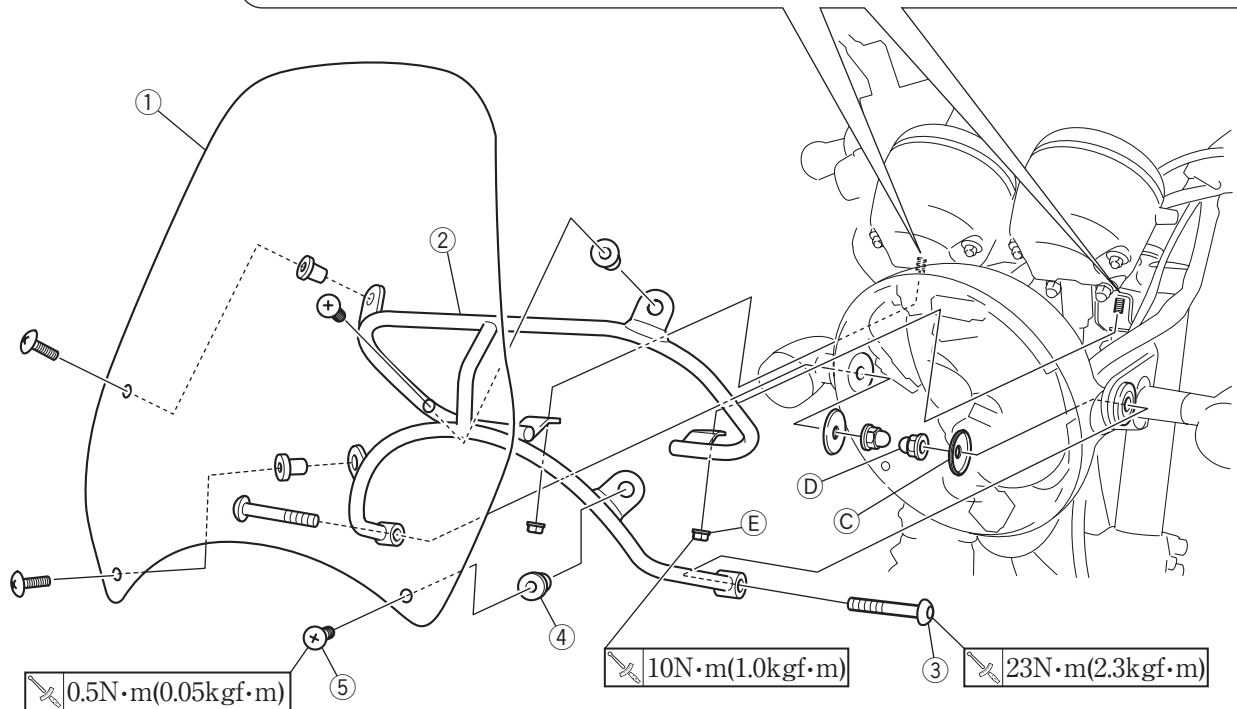 ①
②
D
C
E
④
③
⑤
10N·m(1.0kgf·m)
23N·m(2.3kgf·m)
0.5N·m(0.05kgf·m)